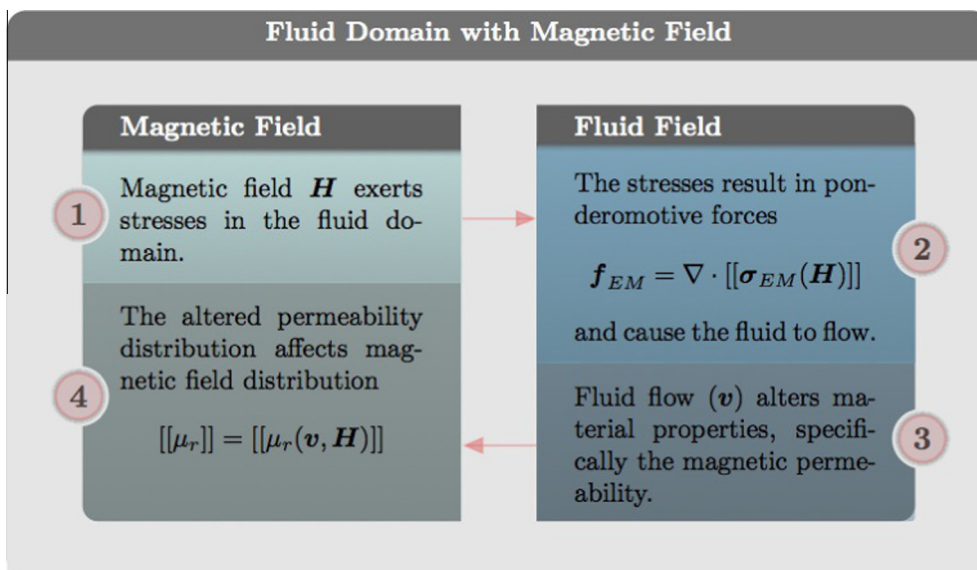 Fluid Domain with Magnetic Field
Magnetic Field
1
Magnetic field H exerts
stresses in the fluid do-
main.
Fluid Field
The stresses result in pon-
deromotive forces
f_EM = ∇ · [[σ_EM(H)]]
and cause the fluid to flow.
2
Fluid flow (v) alters ma-
terial properties, specifi-
cally the magnetic perme-
ability.
3
The altered permeability
distribution affects mag-
netic field distribution
[[μ_r]] = [[μ_r(v, H)]]
4